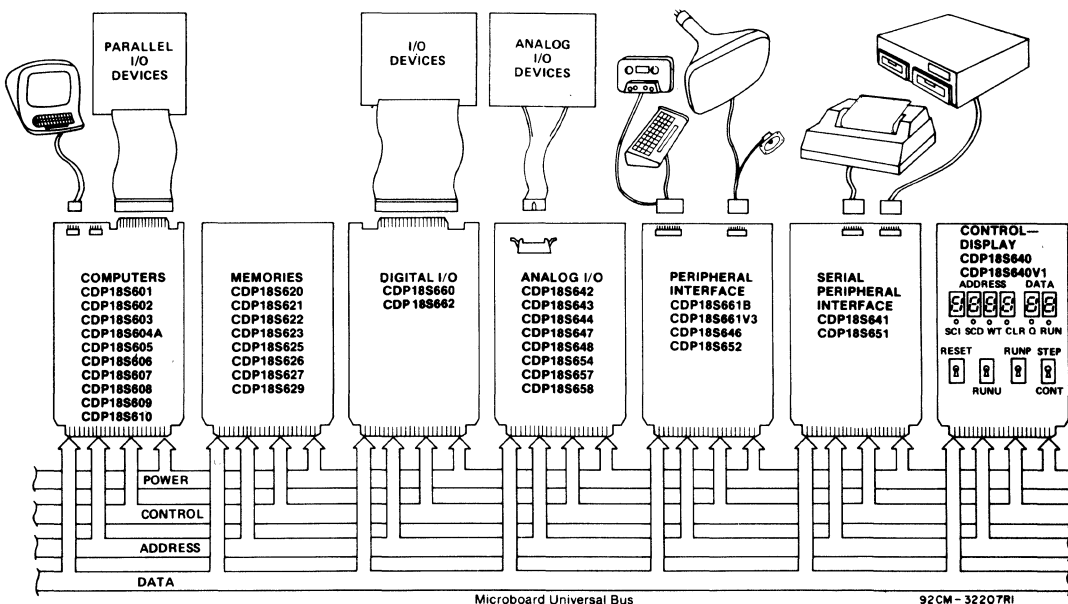 PARALLEL
I/O
DEVICES
I/O
DEVICES
ANALOG
I/O
DEVICES
COMPUTERS
CDP18S601
CDP18S602
CDP18S603
CDP18S604A
CDP18S605
CDP18S606
CDP18S607
CDP18S608
CDP18S609
CDP18S610
MEMORIES
CDP18S620
CDP18S621
CDP18S622
CDP18S623
CDP18S625
CDP18S626
CDP18S627
CDP18S629
DIGITAL I/O
CDP18S660
CDP18S662
ANALOG I/O
CDP18S642
CDP18S643
CDP18S644
CDP18S647
CDP18S648
CDP18S654
CDP18S657
CDP18S658
PERIPHERAL
INTERFACE
CDP18S661B
CDP18S661V3
CDP18S646
CDP18S652
SERIAL
PERIPHERAL
INTERFACE
CDP18S641
CDP18S651
CONTROL—
DISPLAY
CDP18S640
CDP18S640V1
ADDRESS DATA
8888 88
SCI SCD WT CLR Q RUN
RESET RUNP STEP
RUNU CONT
POWER
CONTROL
ADDRESS
DATA
Microboard Universal Bus
92CM-32207RI